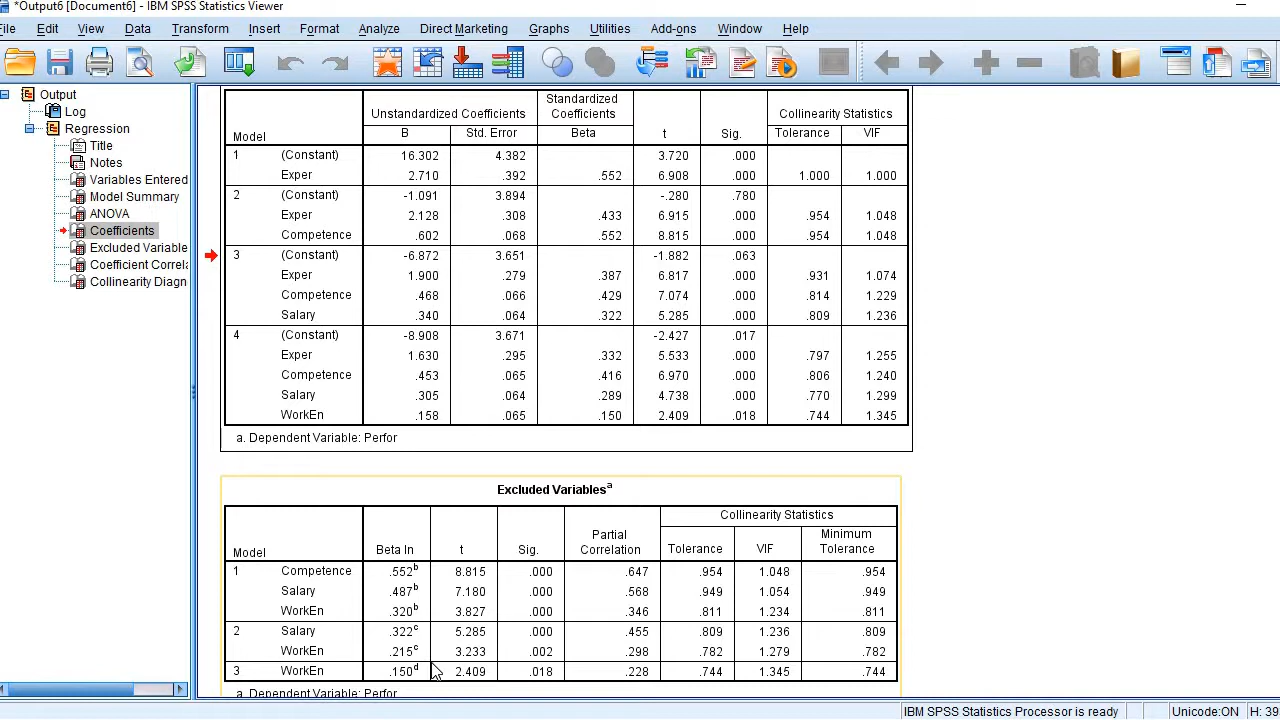 *Output6 [Document6] - IBM SPSS Statistics Viewer
File Edit View Data Transform Insert Format Analyze Direct Marketing Graphs Utilities Add-ons Window Help
Output
Log
Regression
Title
Notes
Variables Entered
Model Summary
ANOVA
Coefficients
Excluded Variable
Coefficient Correla
Collinearity Diagn
Model Unstandardized Coefficients Standardized Coefficients t Sig. Collinearity Statistics
B Std. Error Beta Tolerance VIF
1 (Constant) 16.302 4.382 3.720 .000
Exper 2.710 .392 .552 6.908 .000 1.000 1.000
2 (Constant) -1.091 3.894 -.280 .780
Exper 2.128 .308 .433 6.915 .000 .954 1.048
Competence .602 .068 .552 8.815 .000 .954 1.048
3 (Constant) -6.872 3.651 -1.882 .063
Exper 1.900 .279 .387 6.817 .000 .931 1.074
Competence .468 .066 .429 7.074 .000 .814 1.229
Salary .340 .064 .322 5.285 .000 .809 1.236
4 (Constant) -8.908 3.671 -2.427 .017
Exper 1.630 .295 .332 5.533 .000 .797 1.255
Competence .453 .065 .416 6.970 .000 .806 1.240
Salary .305 .064 .289 4.738 .000 .770 1.299
WorkEn .158 .065 .150 2.409 .018 .744 1.345
a. Dependent Variable: Perfor
Excluded Variables^a
Model Beta In t Sig. Partial Correlation Collinearity Statistics
Tolerance VIF Minimum Tolerance
1 Competence .552^b 8.815 .000 .647 .954 1.048 .954
Salary .487^b 7.180 .000 .568 .949 1.054 .949
WorkEn .320^b 3.827 .000 .346 .811 1.234 .811
2 Salary .322^c 5.285 .000 .455 .809 1.236 .809
WorkEn .215^c 3.233 .002 .298 .782 1.279 .782
3 WorkEn .150^d 2.409 .018 .228 .744 1.345 .744
a. Dependent Variable: Perfor
IBM SPSS Statistics Processor is ready Unicode:ON H: 39